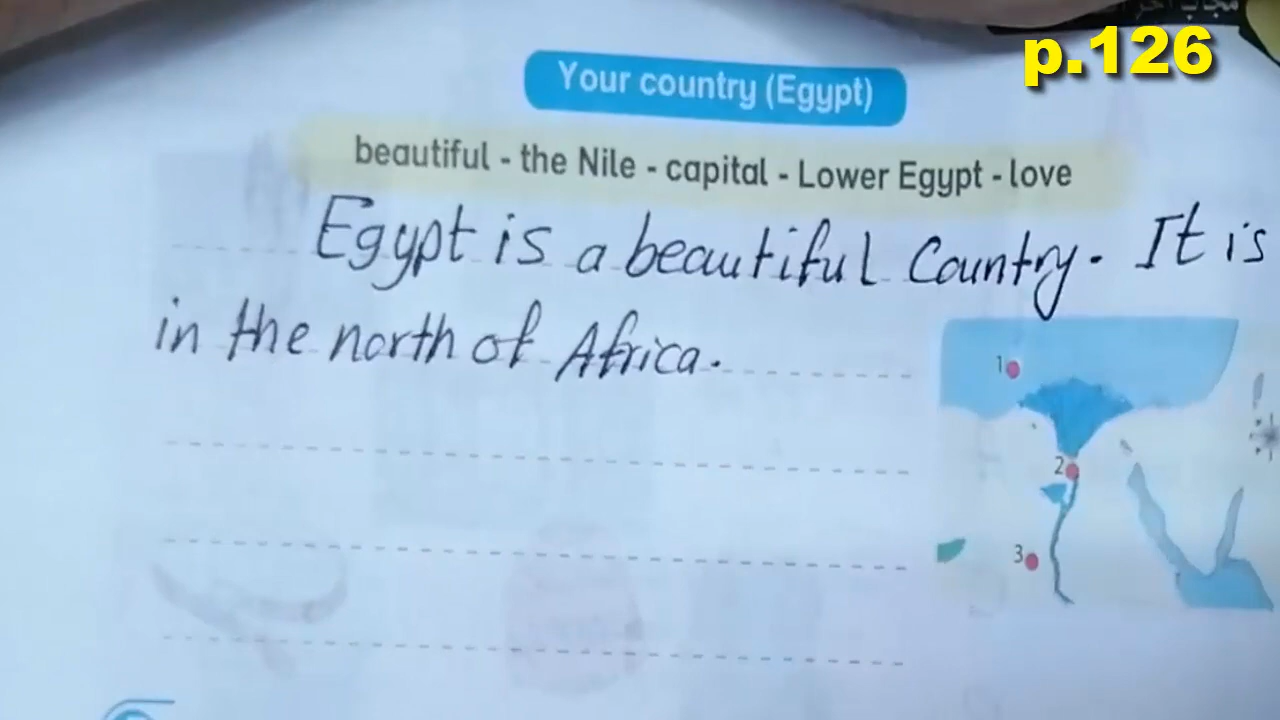 p.126
Your country (Egypt)
beautiful - the Nile - capital - Lower Egypt - love
Egypt is a beautiful Country. It is
in the north of Africa.
1
2
3